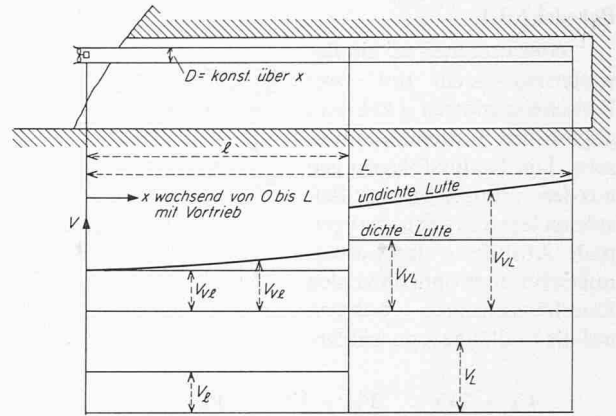 D = konst. über x
ℓ
L
x wachsend von 0 bis L
mit Vortrieb
V
undichte Lutte
dichte Lutte
V_Vℓ
V_Vℓ
V_VL
V_VL
V_ℓ
V_L